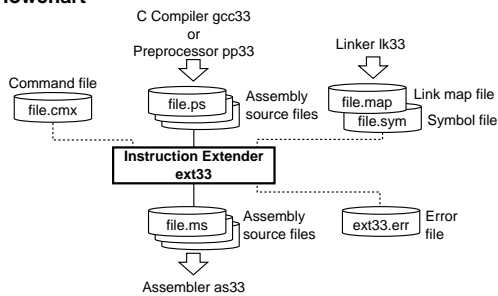 C Compiler gcc33
or
Preprocessor pp33
Linker lk33
Command file
file.cmx
file.ps
Assembly
source files
file.map
Link map file
file.sym
Symbol file
Instruction Extender
ext33
file.ms
Assembly
source files
ext33.err
Error
file
Assembler as33